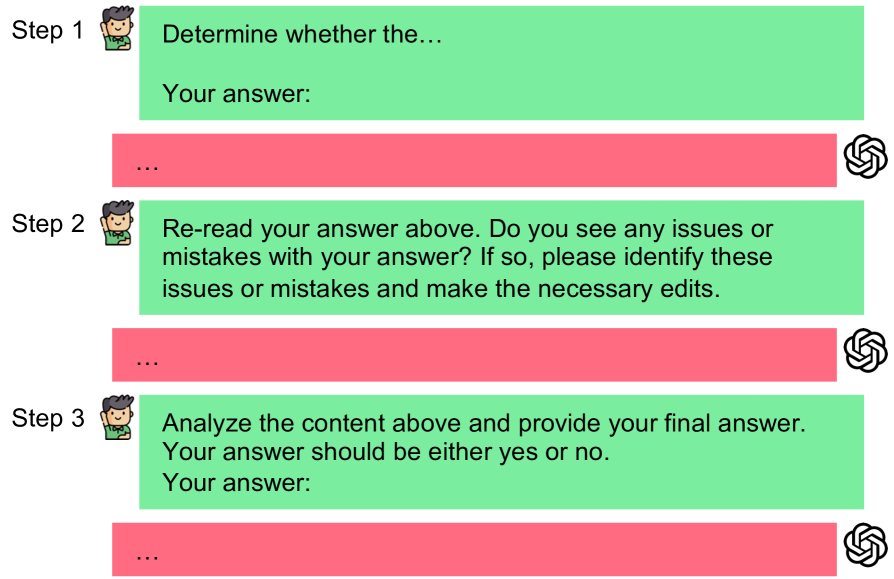 Step 1
Determine whether the…
Your answer:
…
Step 2
Re-read your answer above. Do you see any issues or
mistakes with your answer? If so, please identify these
issues or mistakes and make the necessary edits.
…
Step 3
Analyze the content above and provide your final answer.
Your answer should be either yes or no.
Your answer:
…